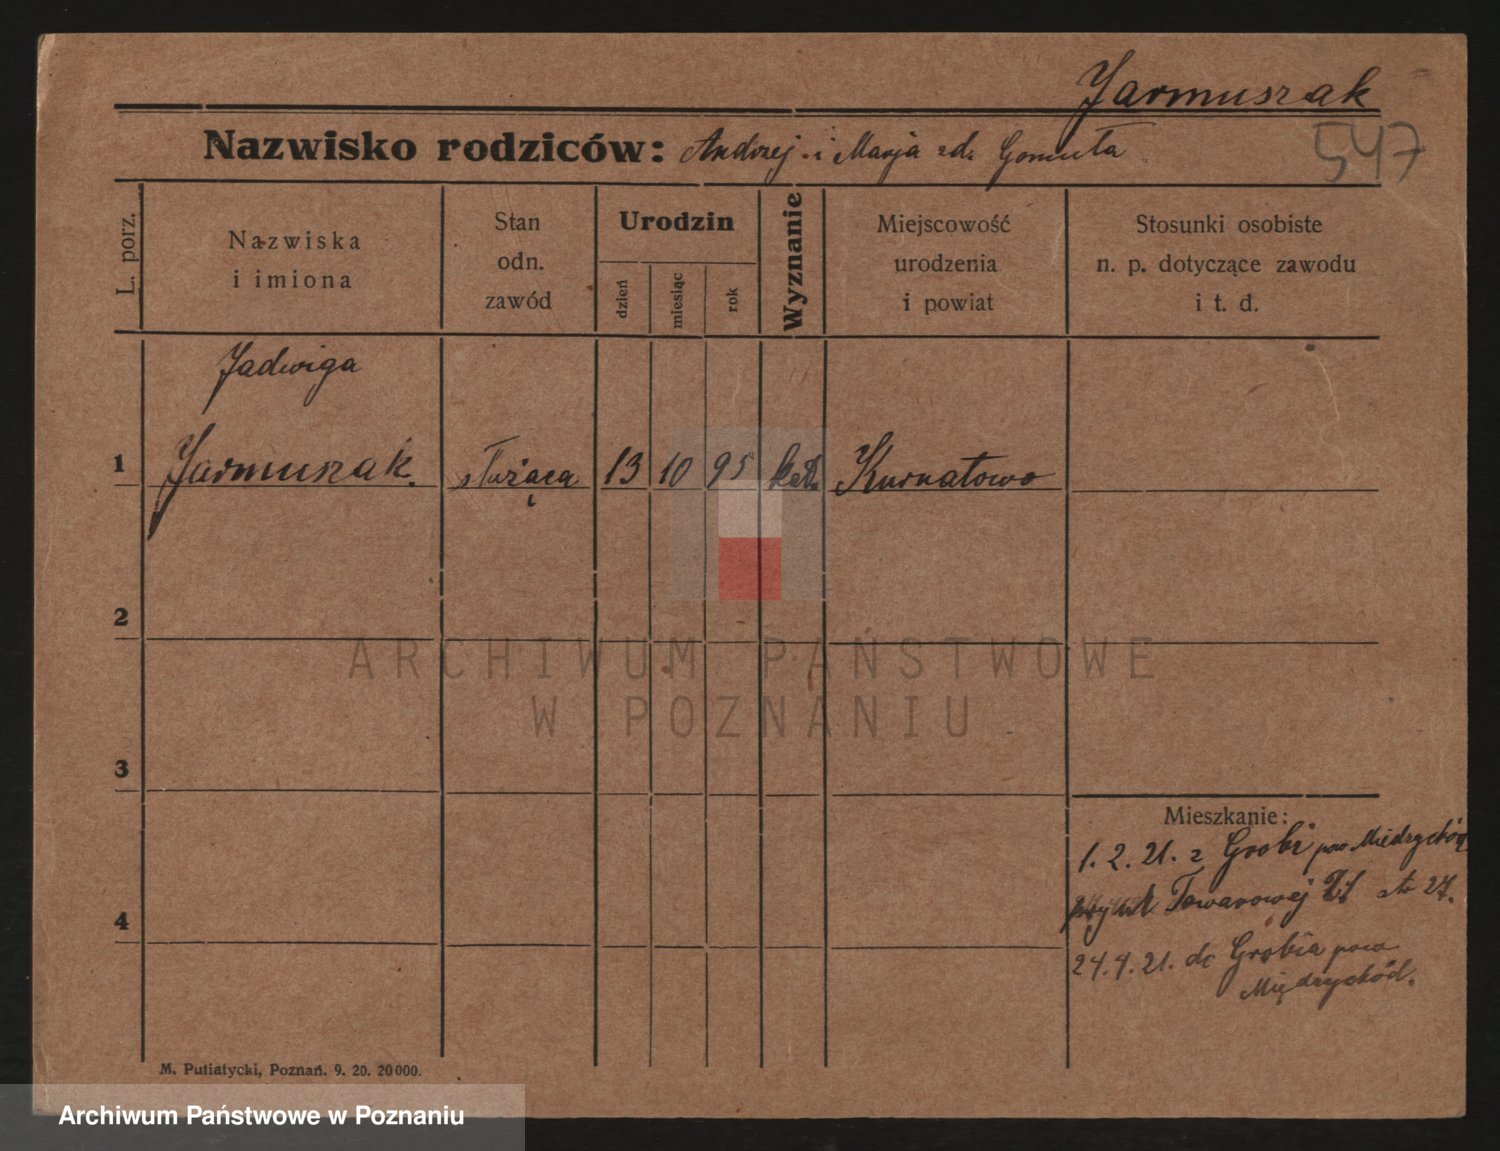 Jarmuszak
547
Nazwisko rodziców: Andrzej i Marja zd. Gomuła
L. porz.
Nazwiska
i imiona
Stan
odn.
zawód
Urodzin
dzień
miesiąc
rok
Wyznanie
Miejscowość
urodzenia
i powiat
Stosunki osobiste
n. p. dotyczące zawodu
i t. d.
Jadwiga
1 Jarmuszak. służąca 13 10 95 kat. Kurnatowo
2
ARCHIWUM PAŃSTWOWE
W POZNANIU
3
Mieszkanie:
1. 2. 21. z Grobi pow Międzychód
Towarowej 21 27.
4
24. 4. 21. do Grobia pow
Międzychód.
M. Putiatycki, Poznań. 9. 20. 20 000.
Archiwum Państwowe w Poznaniu